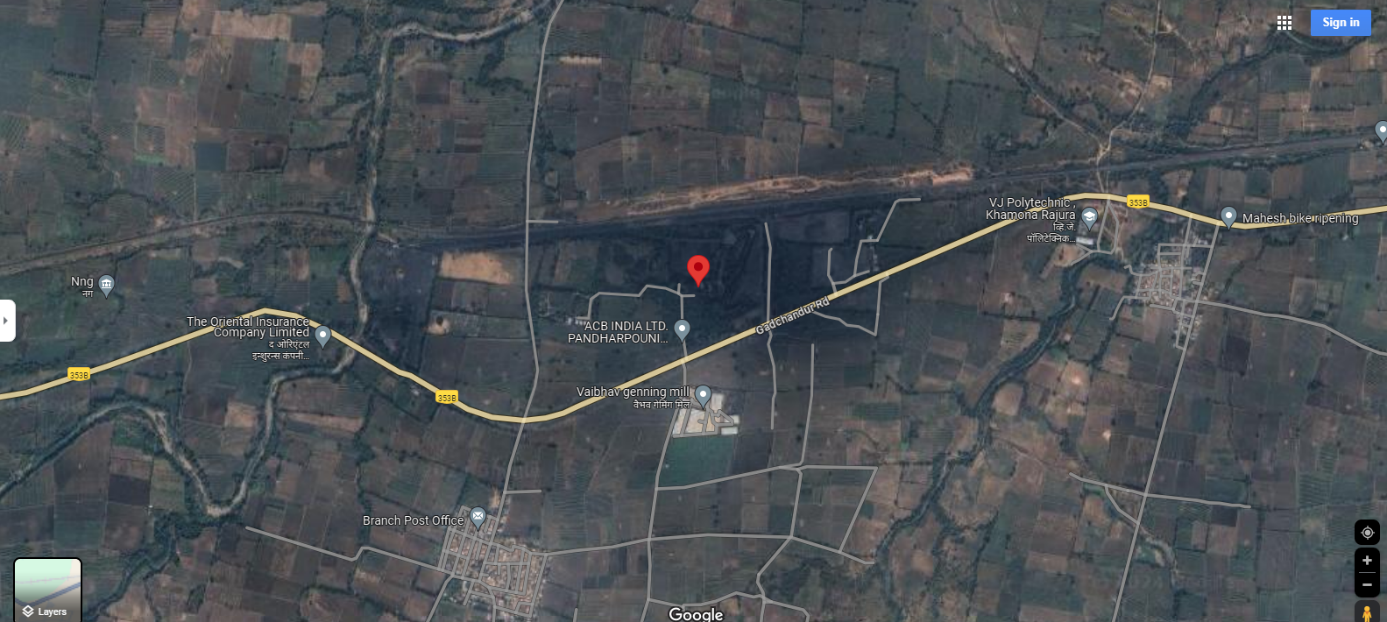 Sign in
353B
VJ Polytechnic ,
Khamona Rajura
व्हि.जे.
पॉलिटेक्निक...
Mahesh bike ripening
Nng
नग
The Oriental Insurance
Company Limited
द ओरिएंटल
इन्शुरन्स कंपनी...
ACB INDIA LTD.
PANDHARPOUNI...
Gadchandur Rd
353B
353B
Vaibhav genning mill
वैभव गेनिंग मिल
Branch Post Office
Layers
Google